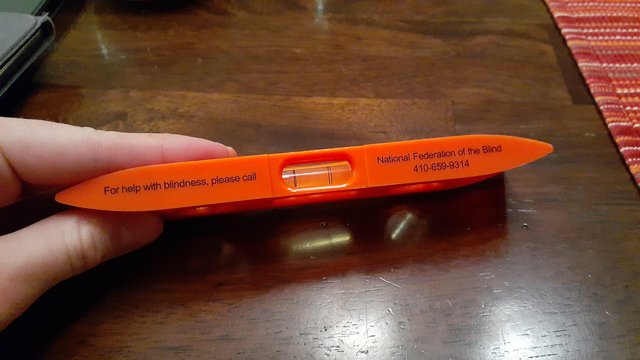 For help with blindness, please call
National Federation of the Blind
410-659-9314